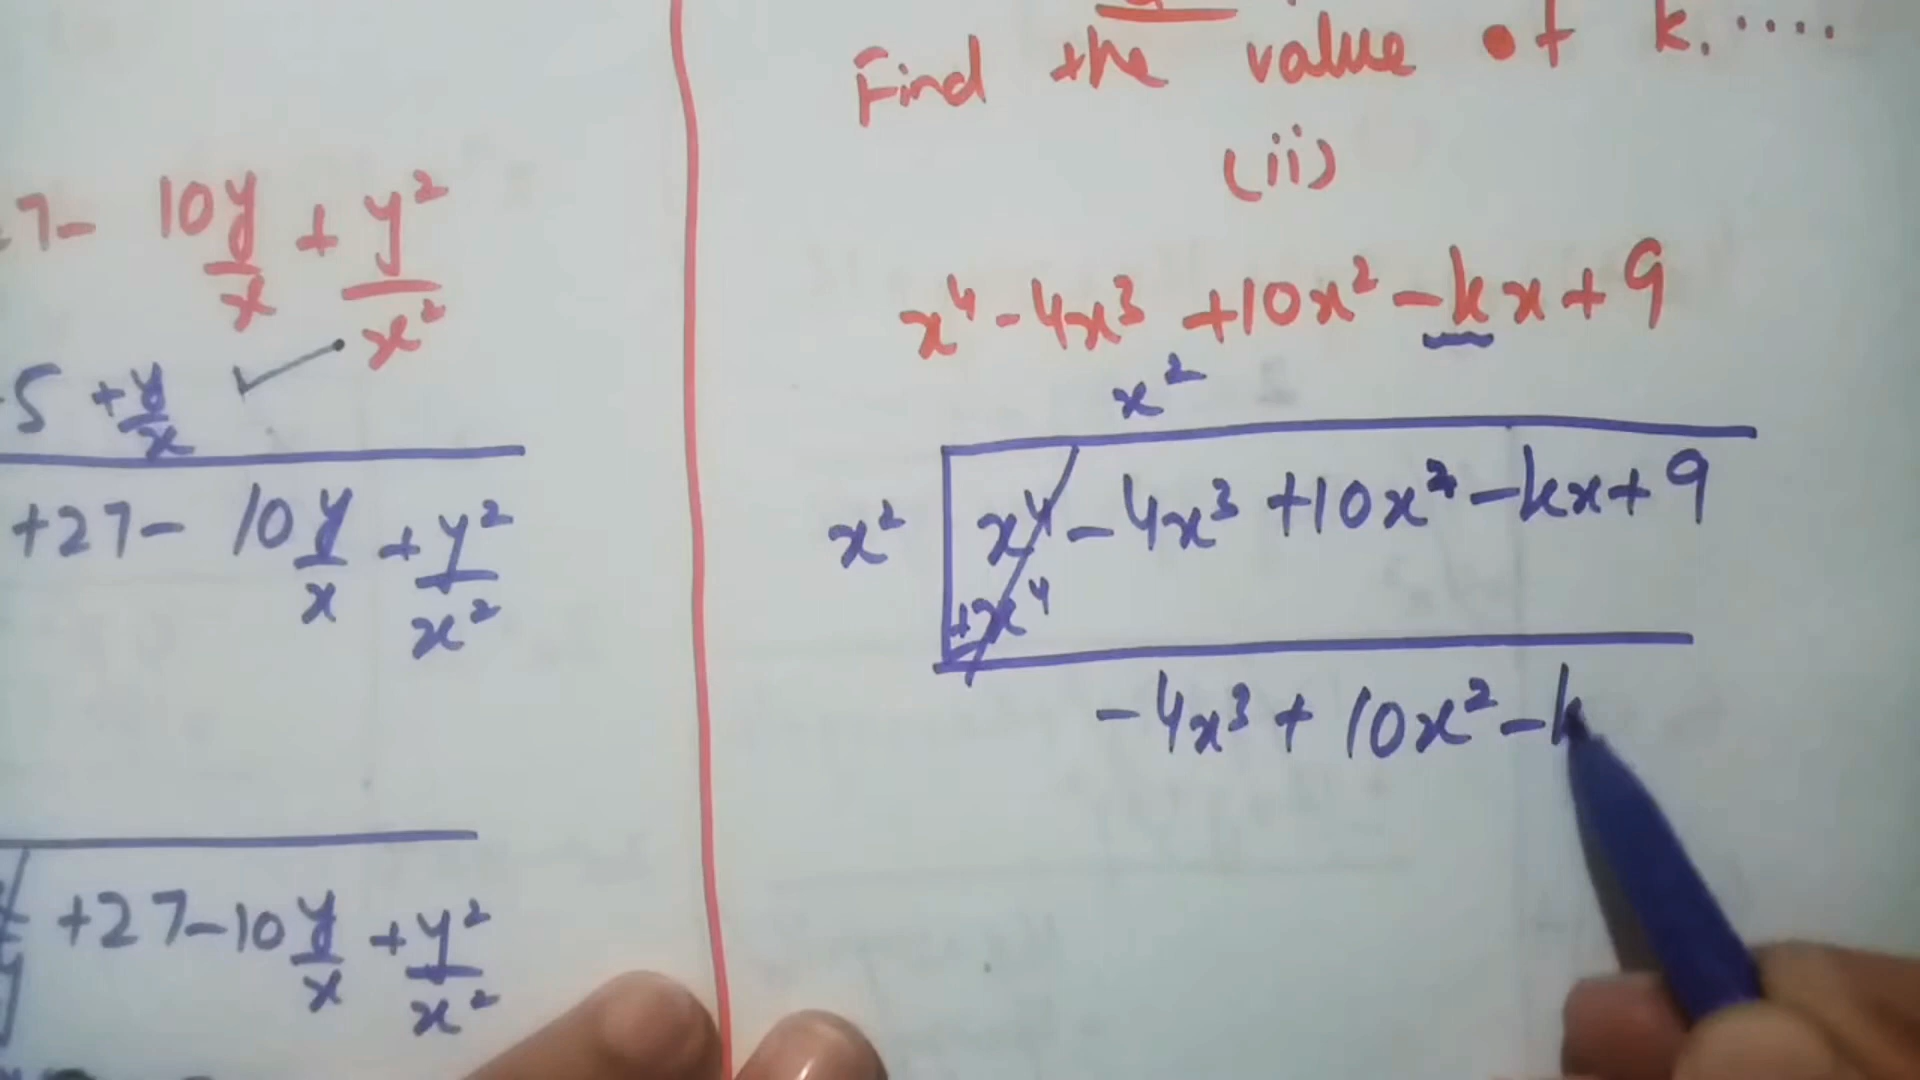 Find the value of k.....
(ii)
x⁴ - 4x³ + 10x² - kx + 9
x²
x² x⁴ - 4x³ + 10x² - kx + 9
+x⁴
- 4x³ + 10x² - k
7 - 10y/x + y²/x²
5 + y/x
+27 - 10y/x + y²/x²
+27 - 10y/x + y²/x²